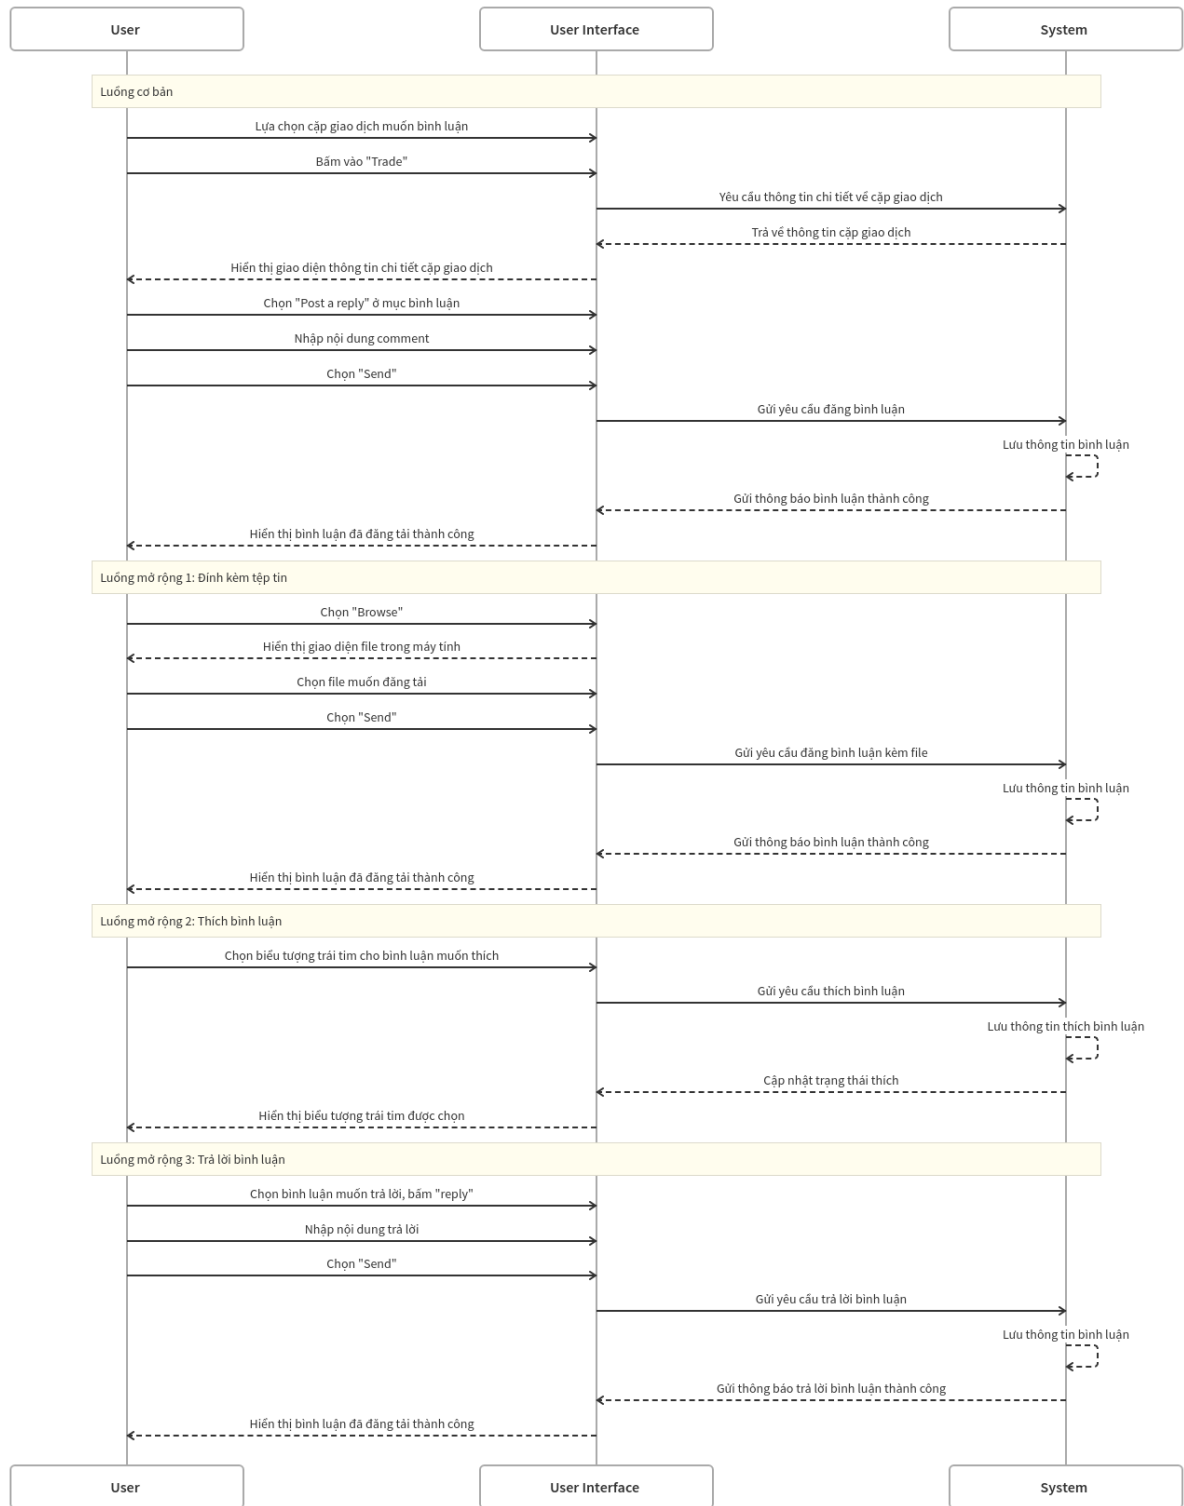 User
User Interface
System
Luồng cơ bản
Lựa chọn cặp giao dịch muốn bình luận
Bấm vào "Trade"
Yêu cầu thông tin chi tiết về cặp giao dịch
Trả về thông tin cặp giao dịch
Hiển thị giao diện thông tin chi tiết cặp giao dịch
Chọn "Post a reply" ở mục bình luận
Nhập nội dung comment
Chọn "Send"
Gửi yêu cầu đăng bình luận
Lưu thông tin bình luận
Gửi thông báo bình luận thành công
Hiển thị bình luận đã đăng tải thành công
Luồng mở rộng 1: Đính kèm tệp tin
Chọn "Browse"
Hiển thị giao diện file trong máy tính
Chọn file muốn đăng tải
Chọn "Send"
Gửi yêu cầu đăng bình luận kèm file
Lưu thông tin bình luận
Gửi thông báo bình luận thành công
Hiển thị bình luận đã đăng tải thành công
Luồng mở rộng 2: Thích bình luận
Chọn biểu tượng trái tim cho bình luận muốn thích
Gửi yêu cầu thích bình luận
Lưu thông tin thích bình luận
Cập nhật trạng thái thích
Hiển thị biểu tượng trái tim được chọn
Luồng mở rộng 3: Trả lời bình luận
Chọn bình luận muốn trả lời, bấm "reply"
Nhập nội dung trả lời
Chọn "Send"
Gửi yêu cầu trả lời bình luận
Lưu thông tin bình luận
Gửi thông báo trả lời bình luận thành công
Hiển thị bình luận đã đăng tải thành công
User
User Interface
System